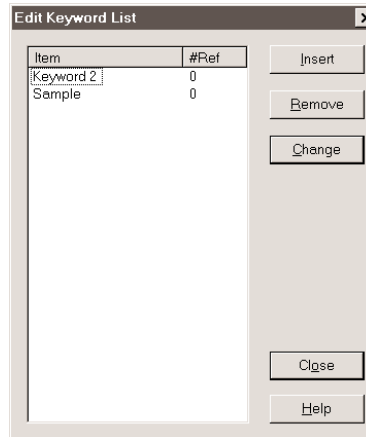 Edit Keyword List
Item #Ref
Keyword 2 0
Sample 0
Insert
Remove
Change
Close
Help